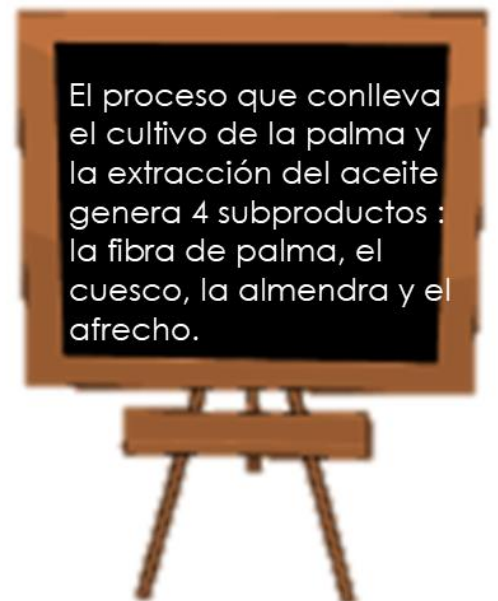 El proceso que conlleva
el cultivo de la palma y
la extracción del aceite
genera 4 subproductos :
la fibra de palma, el
cuesco, la almendra y el
afrecho.